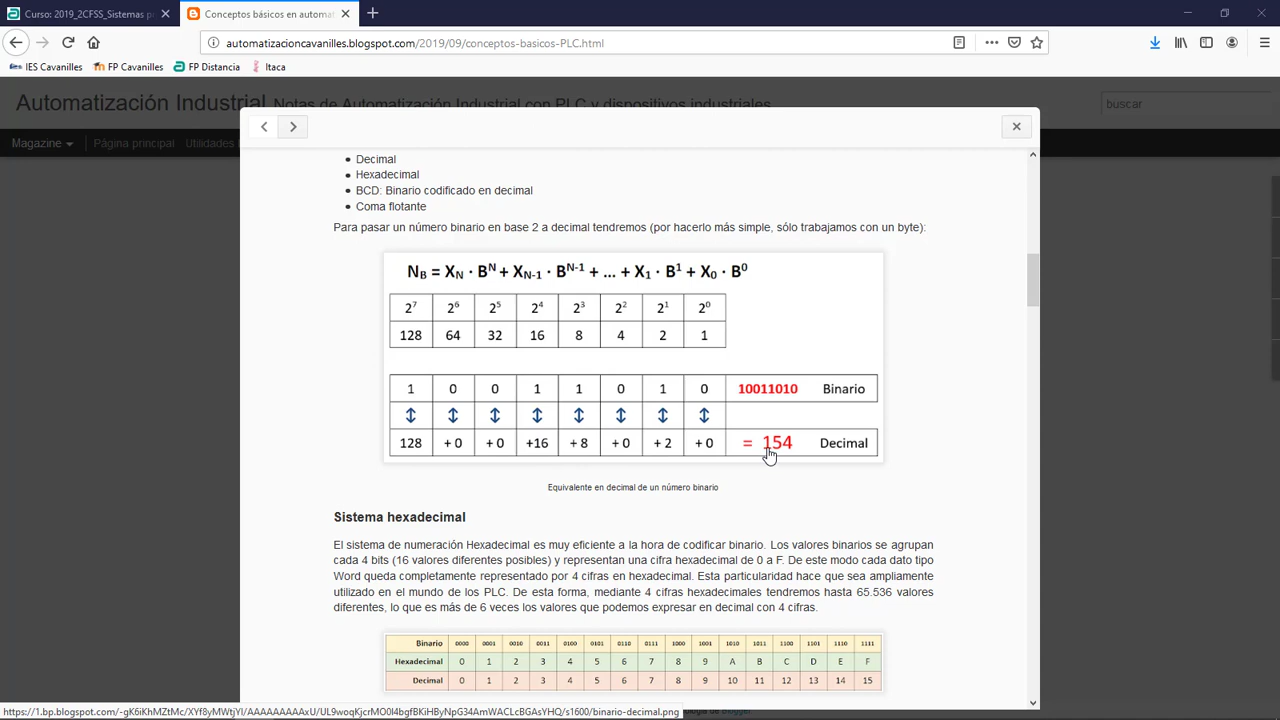 Curso: 2019_2CFSS_Sistemas p
Conceptos básicos en automat
automatizacioncavanilles.blogspot.com/2019/09/conceptos-basicos-PLC.html
IES Cavanilles FP Cavanilles FP Distancia Itaca
Automatización Industrial Notas de Automatización Industrial con PLC y dispositivos industriales
buscar
Magazine Página principal Utilidades
Decimal
Hexadecimal
BCD: Binario codificado en decimal
Coma flotante
Para pasar un número binario en base 2 a decimal tendremos (por hacerlo más simple, sólo trabajamos con un byte):
N_B = X_N · B^N + X_N-1 · B^N-1 + ... + X_1 · B^1 + X_0 · B^0
2^7 2^6 2^5 2^4 2^3 2^2 2^1 2^0
128 64 32 16 8 4 2 1
1 0 0 1 1 0 1 0 10011010 Binario
128 + 0 + 0 +16 + 8 + 0 + 2 + 0 = 154 Decimal
Equivalente en decimal de un número binario
Sistema hexadecimal
El sistema de numeración Hexadecimal es muy eficiente a la hora de codificar binario. Los valores binarios se agrupan
cada 4 bits (16 valores diferentes posibles) y representan una cifra hexadecimal de 0 a F. De este modo cada dato tipo
Word queda completamente representado por 4 cifras en hexadecimal. Esta particularidad hace que sea ampliamente
utilizado en el mundo de los PLC. De esta forma, mediante 4 cifras hexadecimales tendremos hasta 65.536 valores
diferentes, lo que es más de 6 veces los valores que podemos expresar en decimal con 4 cifras.
Binario 0000 0001 0010 0011 0100 0101 0110 0111 1000 1001 1010 1011 1100 1101 1110 1111
Hexadecimal 0 1 2 3 4 5 6 7 8 9 A B C D E F
Decimal 0 1 2 3 4 5 6 7 8 9 10 11 12 13 14 15